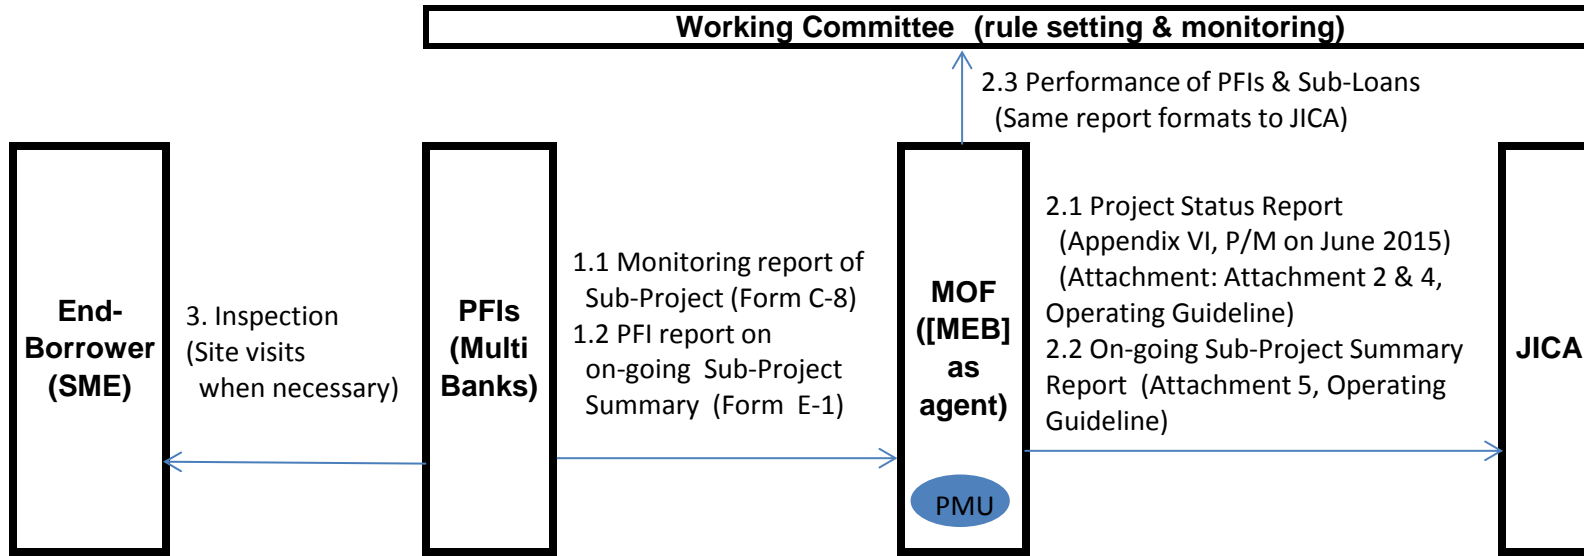 Working Committee (rule setting & monitoring)
2.3 Performance of PFIs & Sub-Loans
(Same report formats to JICA)
End-
Borrower
(SME)
3. Inspection
(Site visits
when necessary)
PFIs
(Multi
Banks)
1.1 Monitoring report of
Sub-Project (Form C-8)
1.2 PFI report on
on-going Sub-Project
Summary (Form E-1)
MOF
([MEB]
as
agent)
PMU
2.1 Project Status Report
(Appendix VI, P/M on June 2015)
(Attachment: Attachment 2 & 4,
Operating Guideline)
2.2 On-going Sub-Project Summary
Report (Attachment 5, Operating
Guideline)
JICA